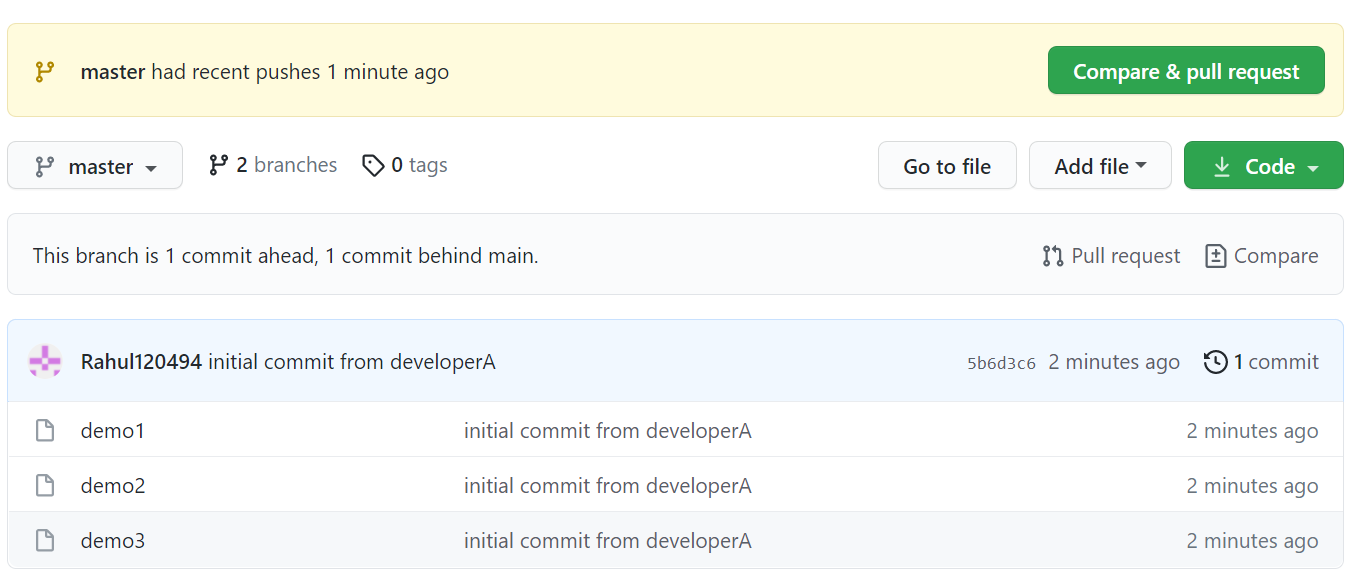 master had recent pushes 1 minute ago Compare & pull request
master 2 branches 0 tags Go to file Add file Code
This branch is 1 commit ahead, 1 commit behind main. Pull request Compare
Rahul120494 initial commit from developerA 5b6d3c6 2 minutes ago 1 commit
demo1 initial commit from developerA 2 minutes ago
demo2 initial commit from developerA 2 minutes ago
demo3 initial commit from developerA 2 minutes ago